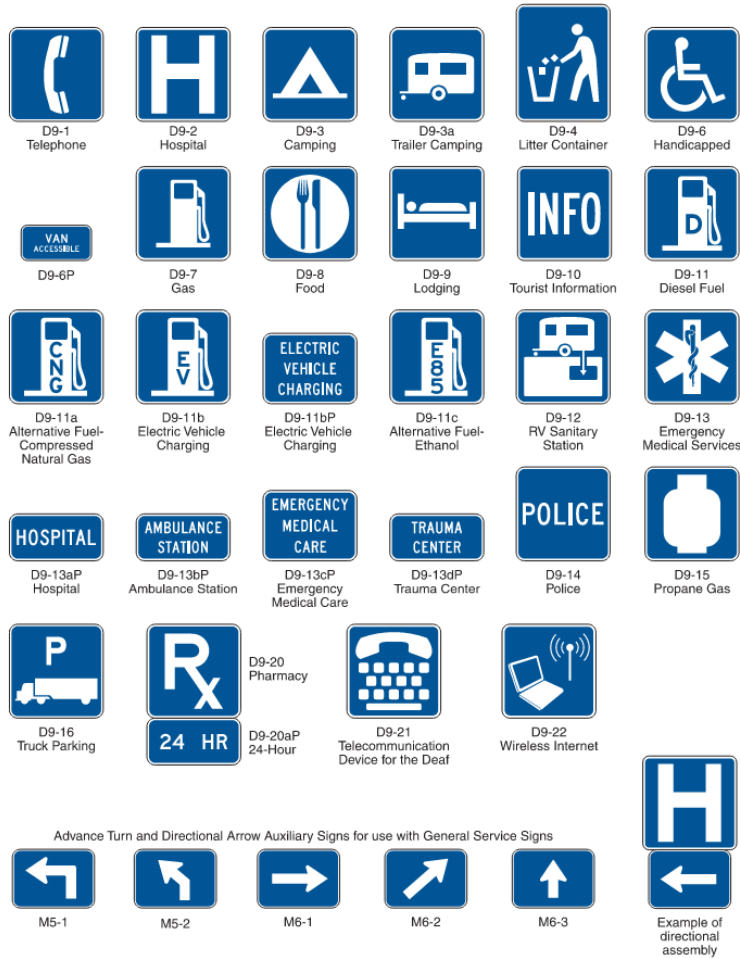 D9-1
Telephone
H
D9-2
Hospital
D9-3
Camping
D9-3a
Trailer Camping
D9-4
Litter Container
D9-6
Handicapped
VAN
ACCESSIBLE
D9-6P
D9-7
Gas
D9-8
Food
D9-9
Lodging
INFO
D9-10
Tourist Information
D
D9-11
Diesel Fuel
CNG
D9-11a
Alternative Fuel-
Compressed
Natural Gas
EV
D9-11b
Electric Vehicle
Charging
ELECTRIC
VEHICLE
CHARGING
D9-11bP
Electric Vehicle
Charging
E85
D9-11c
Alternative Fuel-
Ethanol
D9-12
RV Sanitary
Station
D9-13
Emergency
Medical Services
HOSPITAL
D9-13aP
Hospital
AMBULANCE
STATION
D9-13bP
Ambulance Station
EMERGENCY
MEDICAL
CARE
D9-13cP
Emergency
Medical Care
TRAUMA
CENTER
D9-13dP
Trauma Center
POLICE
D9-14
Police
D9-15
Propane Gas
P
D9-16
Truck Parking
Rx
D9-20
Pharmacy
24 HR
D9-20aP
24-Hour
D9-21
Telecommunication
Device for the Deaf
D9-22
Wireless Internet
Advance Turn and Directional Arrow Auxiliary Signs for use with General Service Signs
M5-1
M5-2
M6-1
M6-2
M6-3
H
Example of
directional
assembly